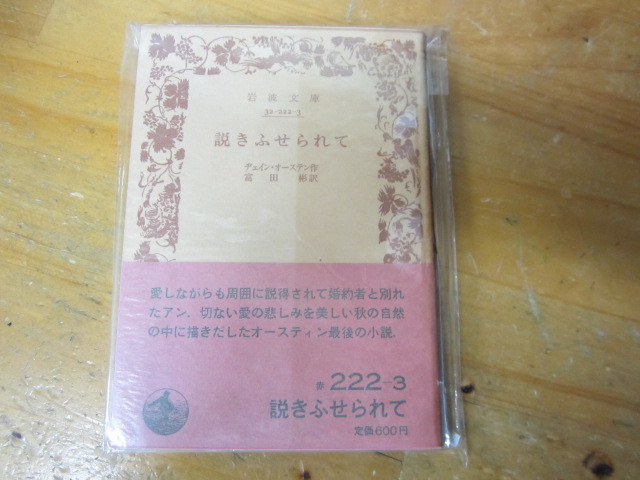 岩波文庫
32-222-3
説きふせられて
ヂェイン・オーステン作
富田彬訳
愛しながらも周囲に説得されて婚約者と別れ
たアン．切ない愛の悲しみを美しい秋の自然
の中に描きだしたオースティン最後の小説．
赤 222-3
説きふせられて
定価600円